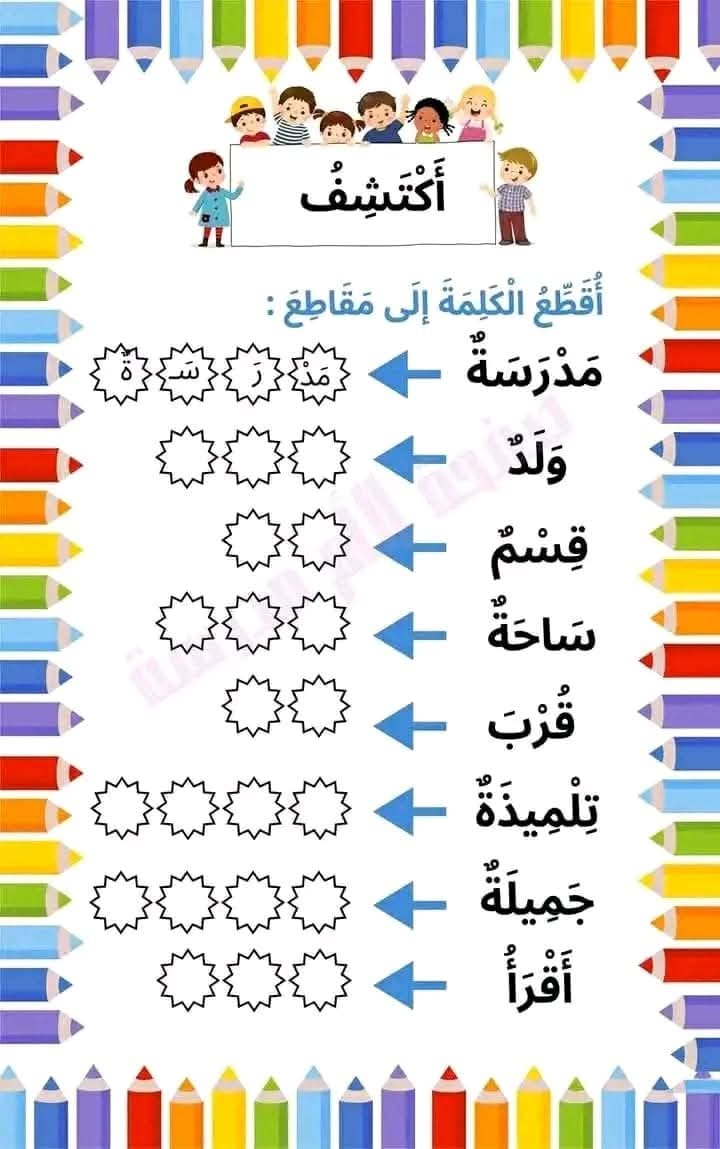 أَكْتَشِفُ
أُقَطِّعُ الْكَلِمَةَ إِلَى مَقَاطِعَ :
مَدْرَسَةٌ مَدْ رَ سَـ ةٌ
وَلَدٌ
قِسْمٌ
سَاحَةٌ
قُرْبَ
تِلْمِيذَةٌ
جَمِيلَةٌ
أَقْرَأُ